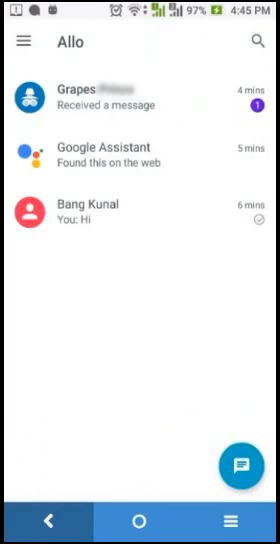 97% 4:45 PM
Allo
Grapes
4 mins
Received a message
1
Google Assistant
5 mins
Found this on the web
Bang Kunal
6 mins
You: Hi